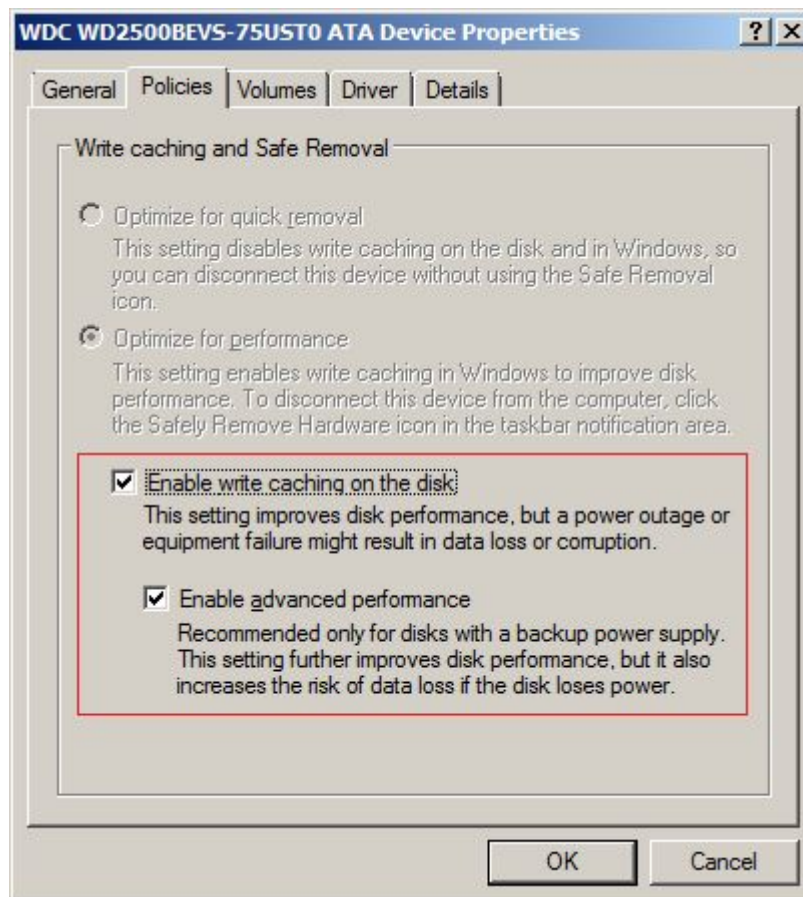 WDC WD2500BEVS-75UST0 ATA Device Properties
General Policies Volumes Driver Details
Write caching and Safe Removal
Optimize for quick removal
This setting disables write caching on the disk and in Windows, so
you can disconnect this device without using the Safe Removal
icon.
Optimize for performance
This setting enables write caching in Windows to improve disk
performance. To disconnect this device from the computer, click
the Safely Remove Hardware icon in the taskbar notification area.
Enable write caching on the disk
This setting improves disk performance, but a power outage or
equipment failure might result in data loss or corruption.
Enable advanced performance
Recommended only for disks with a backup power supply.
This setting further improves disk performance, but it also
increases the risk of data loss if the disk loses power.
OK Cancel